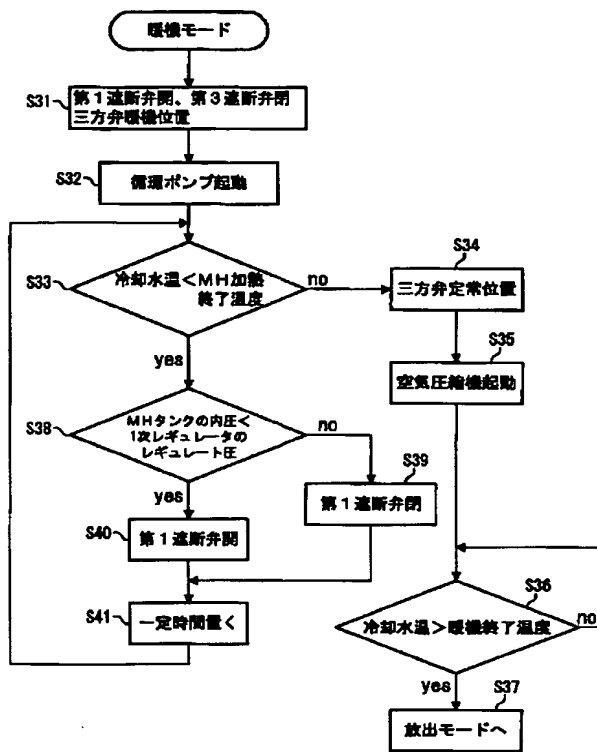 暖機モード
S31
第1遮断弁開、第3遮断弁閉
三方弁暖機位置
S32
循環ポンプ起動
S33
冷却水温<MH加熱
終了温度
no
yes
S34
三方弁定常位置
S35
空気圧縮機起動
S38
MHタンクの内圧<
1次レギュレータの
レギュレート圧
no
yes
S39
第1遮断弁閉
S40
第1遮断弁開
S41
一定時間置く
S36
冷却水温>暖機終了温度
no
yes
S37
放出モードへ